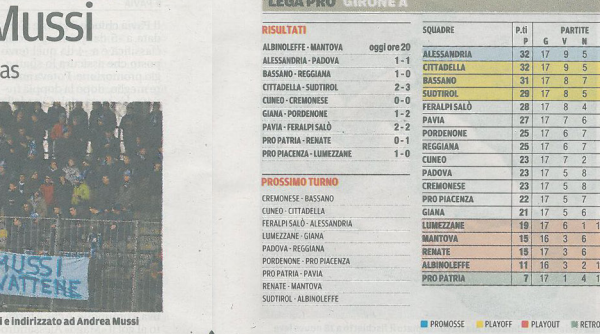 Mussi
as
MUSSI
VATTENE
i e indirizzato ad Andrea Mussi
LEGA PRO GIRONE A
RISULTATI
ALBINOLEFFE - MANTOVA oggi ore 20
ALESSANDRIA - PADOVA 1-1
BASSANO - REGGIANA 1-0
CITTADELLA - SUDTIROL 2-3
CUNEO - CREMONESE 0-0
GIANA - PORDENONE 1-2
PAVIA - FERALPI SALÒ 2-2
PRO PATRIA - RENATE 0-1
PRO PIACENZA - LUMEZZANE 1-0
PROSSIMO TURNO
CREMONESE - BASSANO
CUNEO - CITTADELLA
FERALPI SALÒ - ALESSANDRIA
LUMEZZANE - GIANA
PADOVA - REGGIANA
PORDENONE - PRO PIACENZA
PRO PATRIA - PAVIA
RENATE - MANTOVA
SUDTIROL - ALBINOLEFFE
SQUADRE P.ti PARTITE
P G V N
ALESSANDRIA 32 17 9 5
CITTADELLA 32 17 9 5
BASSANO 31 17 8 7
SUDTIROL 29 17 8 5
FERALPI SALÒ 28 17 8 4
PAVIA 27 17 7 6
PORDENONE 25 17 6 7
REGGIANA 25 17 6 7
CUNEO 23 17 7 2
PADOVA 23 17 5 8
CREMONESE 23 17 5 8
PRO PIACENZA 22 17 5 7
GIANA 21 17 5 6
LUMEZZANE 19 17 6 1 1
MANTOVA 15 16 3 6
RENATE 15 17 3 6
ALBINOLEFFE 11 16 3 2 1
PRO PATRIA 7 17 1 4 1
PROMOSSE PLAYOFF PLAYOUT RETRO